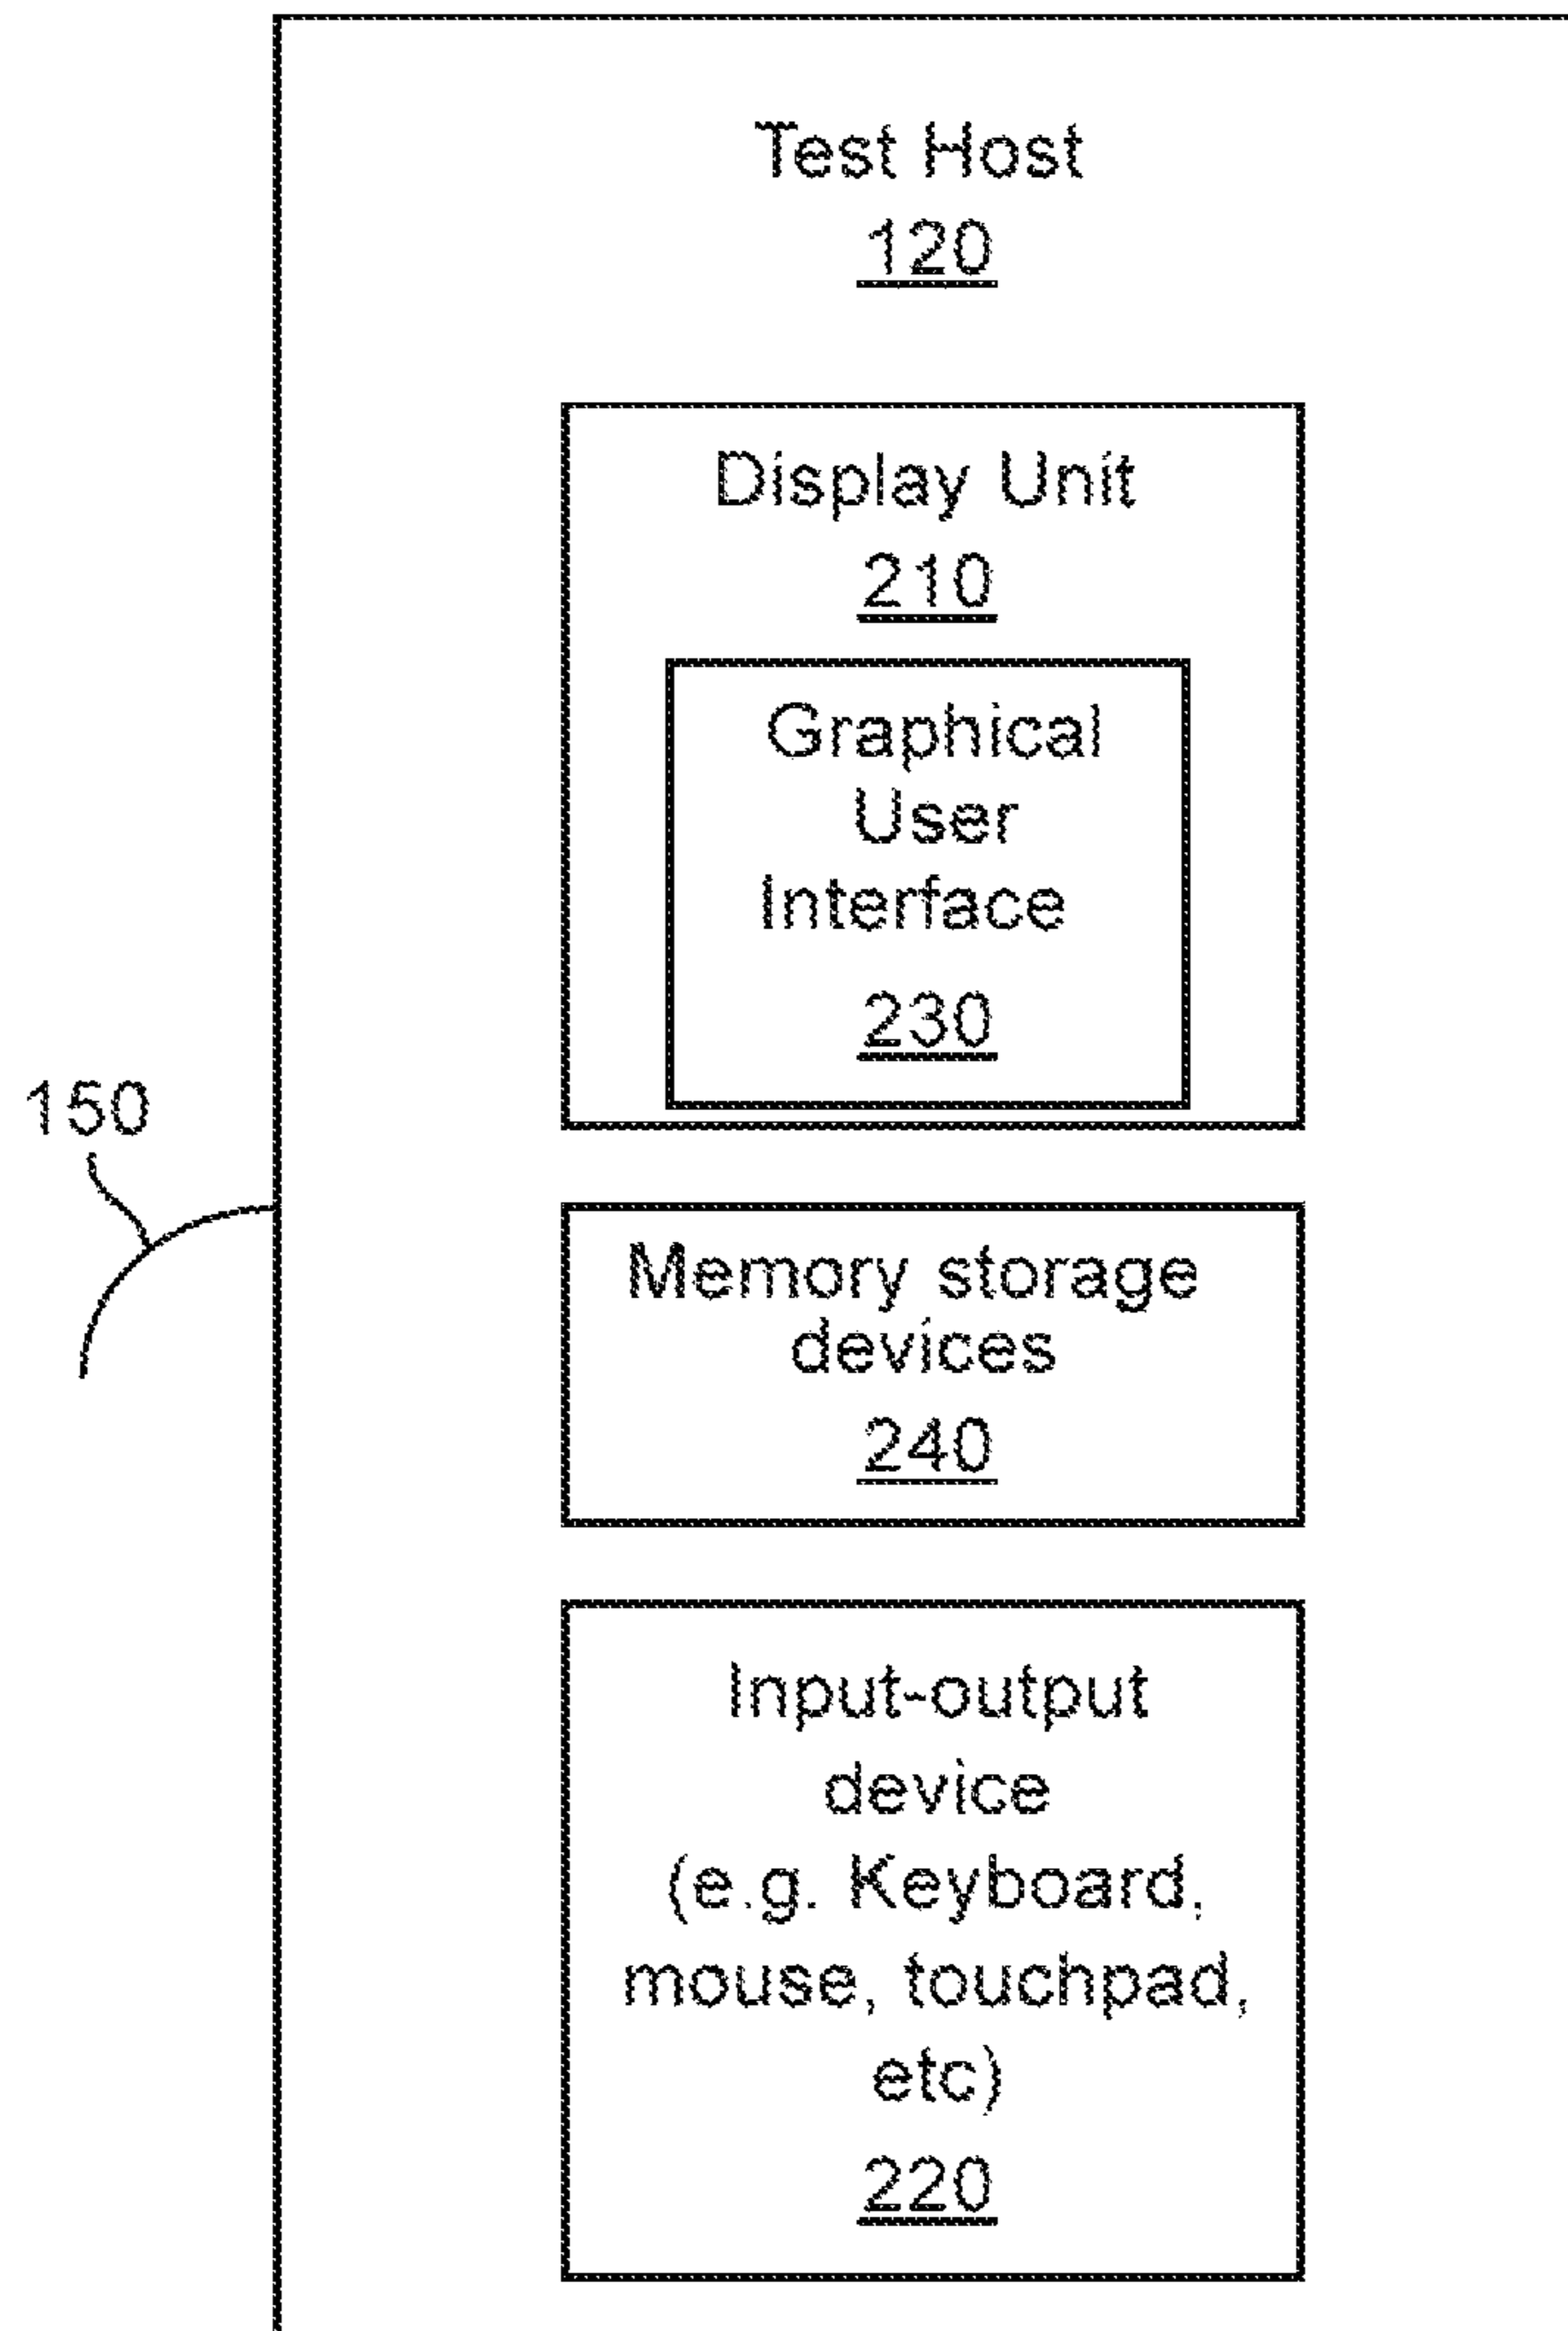 Test Host
120
Display Unit
210
Graphical
User
Interface
230
150
Memory storage
devices
240
Input-output
device
(e.g. Keyboard,
mouse, touchpad,
etc)
220